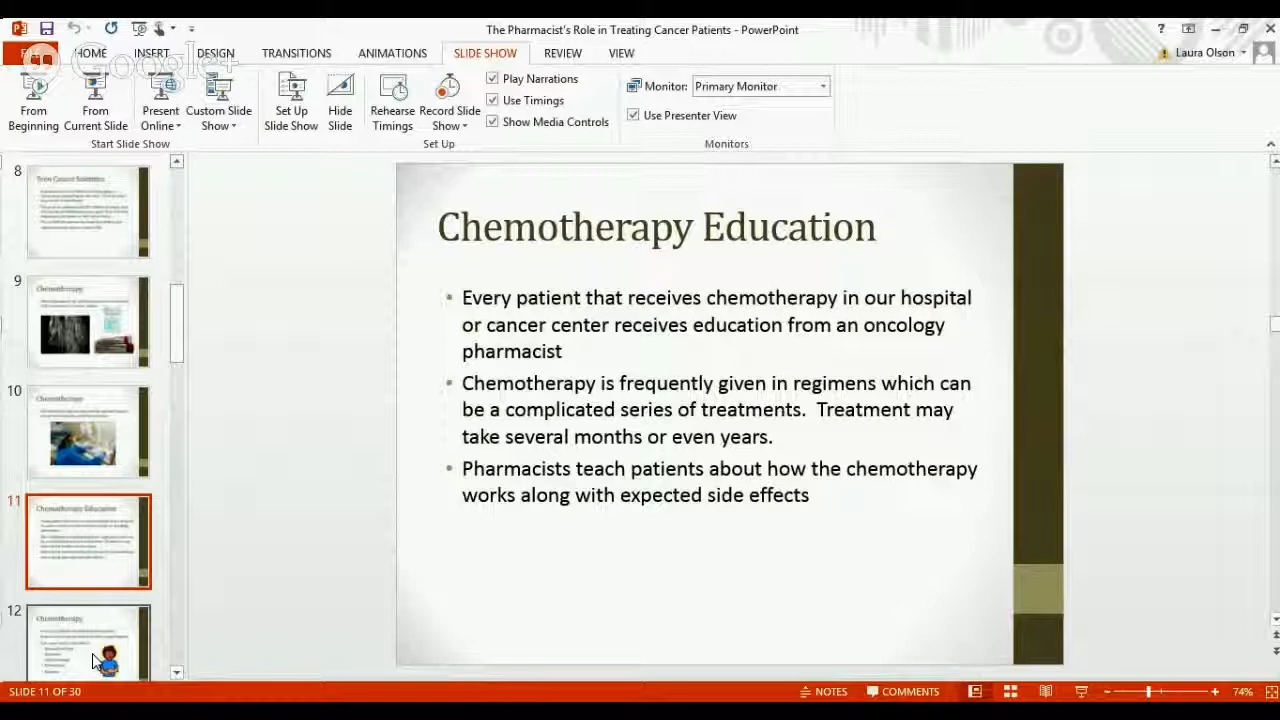 The Pharmacist's Role in Treating Cancer Patients - PowerPoint
FILE HOME INSERT DESIGN TRANSITIONS ANIMATIONS SLIDE SHOW REVIEW VIEW
Laura Olson
Google+
From Beginning
From Current Slide
Present Online
Custom Slide Show
Set Up Slide Show
Hide Slide
Rehearse Timings
Record Slide Show
Play Narrations
Use Timings
Show Media Controls
Monitor: Primary Monitor
Use Presenter View
Start Slide Show
Set Up
Monitors
8
9
Chemotherapy
10
Chemotherapy
11
Chemotherapy Education
12
Chemotherapy
Chemotherapy Education
• Every patient that receives chemotherapy in our hospital
or cancer center receives education from an oncology
pharmacist
• Chemotherapy is frequently given in regimens which can
be a complicated series of treatments. Treatment may
take several months or even years.
• Pharmacists teach patients about how the chemotherapy
works along with expected side effects
SLIDE 11 OF 30
NOTES
COMMENTS
74%